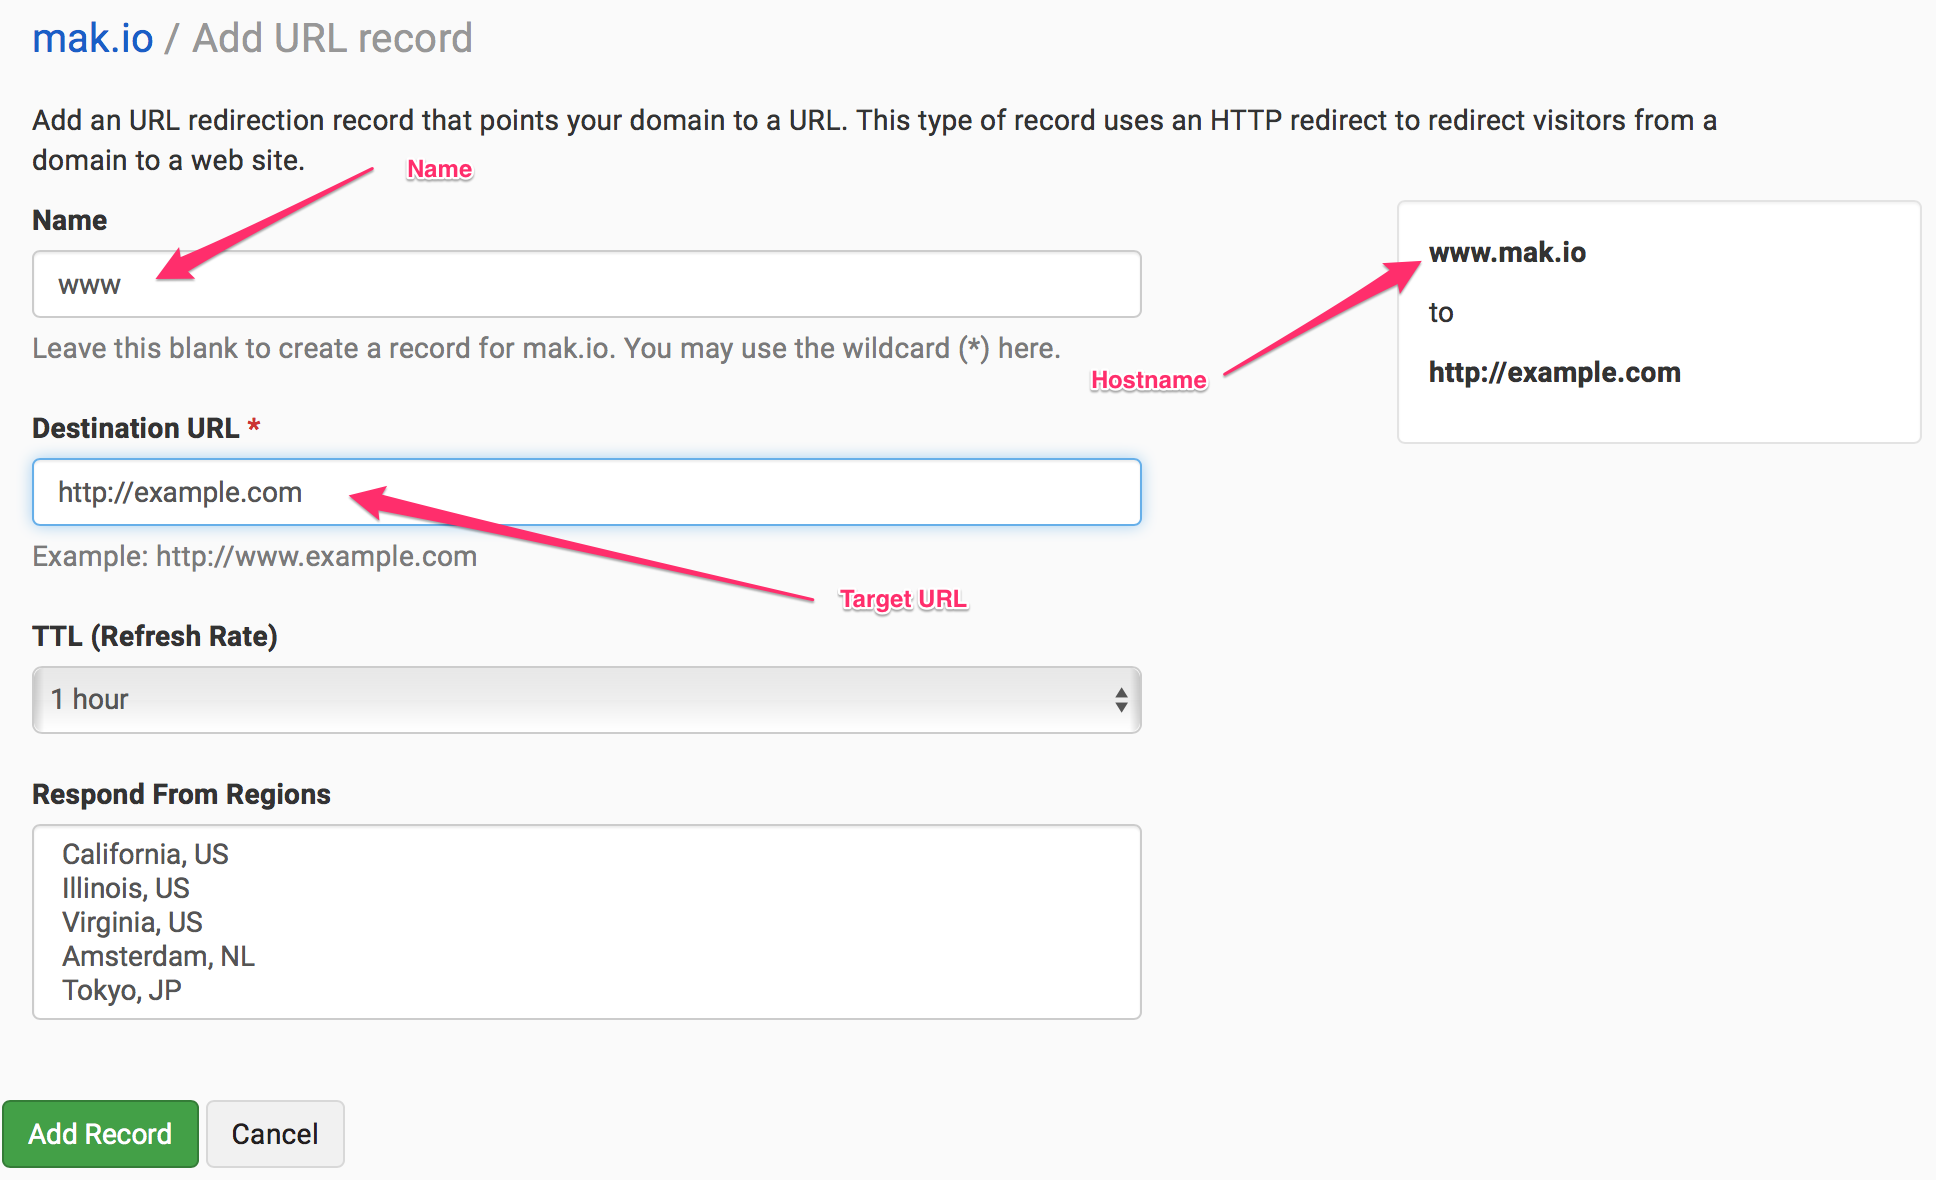 mak.io / Add URL record
Add an URL redirection record that points your domain to a URL. This type of record uses an HTTP redirect to redirect visitors from a
domain to a web site.
Name
Name
www
Leave this blank to create a record for mak.io. You may use the wildcard (*) here.
www.mak.io
to
http://example.com
Hostname
Destination URL *
http://example.com
Example: http://www.example.com
Target URL
TTL (Refresh Rate)
1 hour
Respond From Regions
California, US
Illinois, US
Virginia, US
Amsterdam, NL
Tokyo, JP
Add Record
Cancel